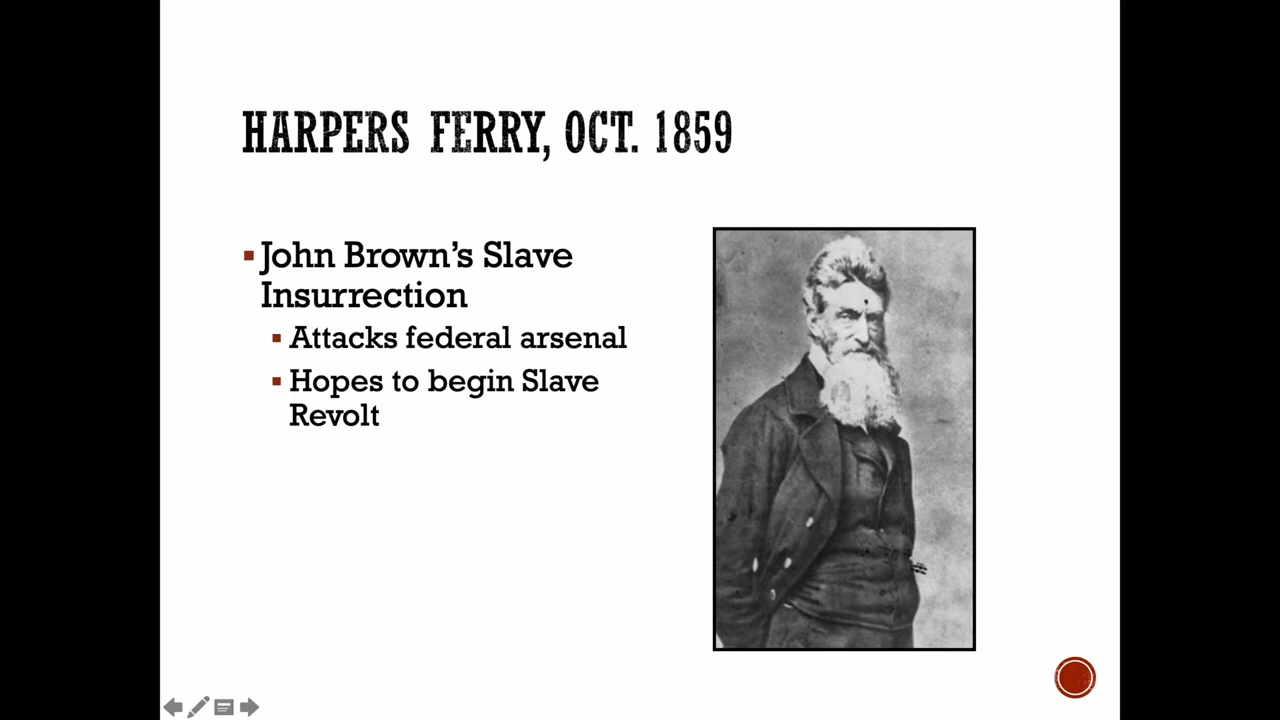 HARPERS FERRY, OCT. 1859
John Brown’s Slave
Insurrection
Attacks federal arsenal
Hopes to begin Slave
Revolt